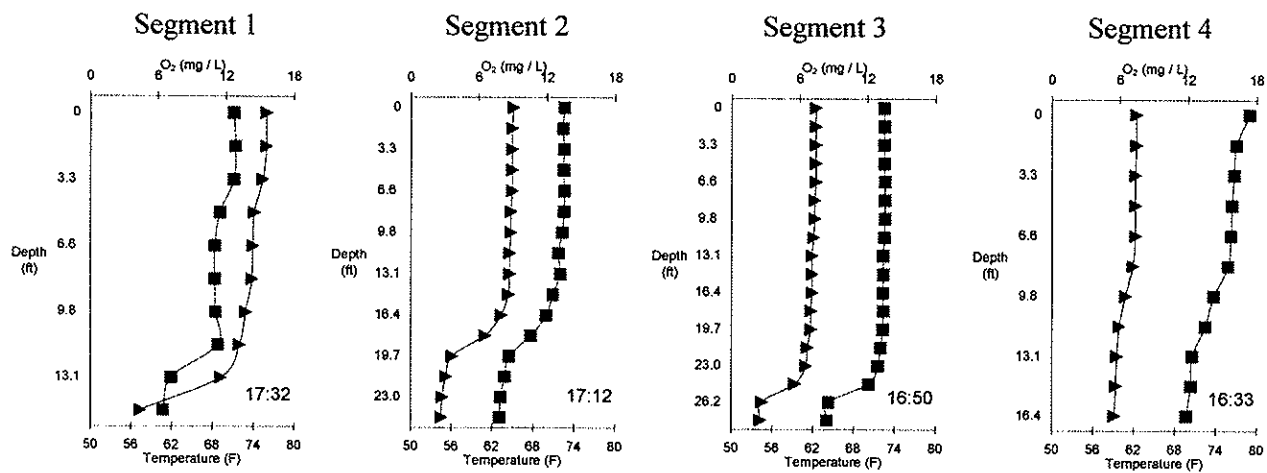 Segment 1
O₂ (mg / L)
0 6 12 18
0
3.3
6.6
9.8
13.1
Depth
(ft)
17:32
50 56 62 68 74 80
Temperature (F)
Segment 2
O₂ (mg / L)
0 6 12 18
0
3.3
6.6
9.8
13.1
16.4
19.7
23.0
Depth
(ft)
17:12
50 56 62 68 74 80
Temperature (F)
Segment 3
O₂ (mg / L)
0 6 12 18
0
3.3
6.6
9.8
13.1
16.4
19.7
23.0
26.2
Depth
(ft)
16:50
50 56 62 68 74 80
Temperature (F)
Segment 4
O₂ (mg / L)
0 6 12 18
0
3.3
6.6
9.8
13.1
16.4
Depth
(ft)
16:33
50 56 62 68 74 80
Temperature (F)